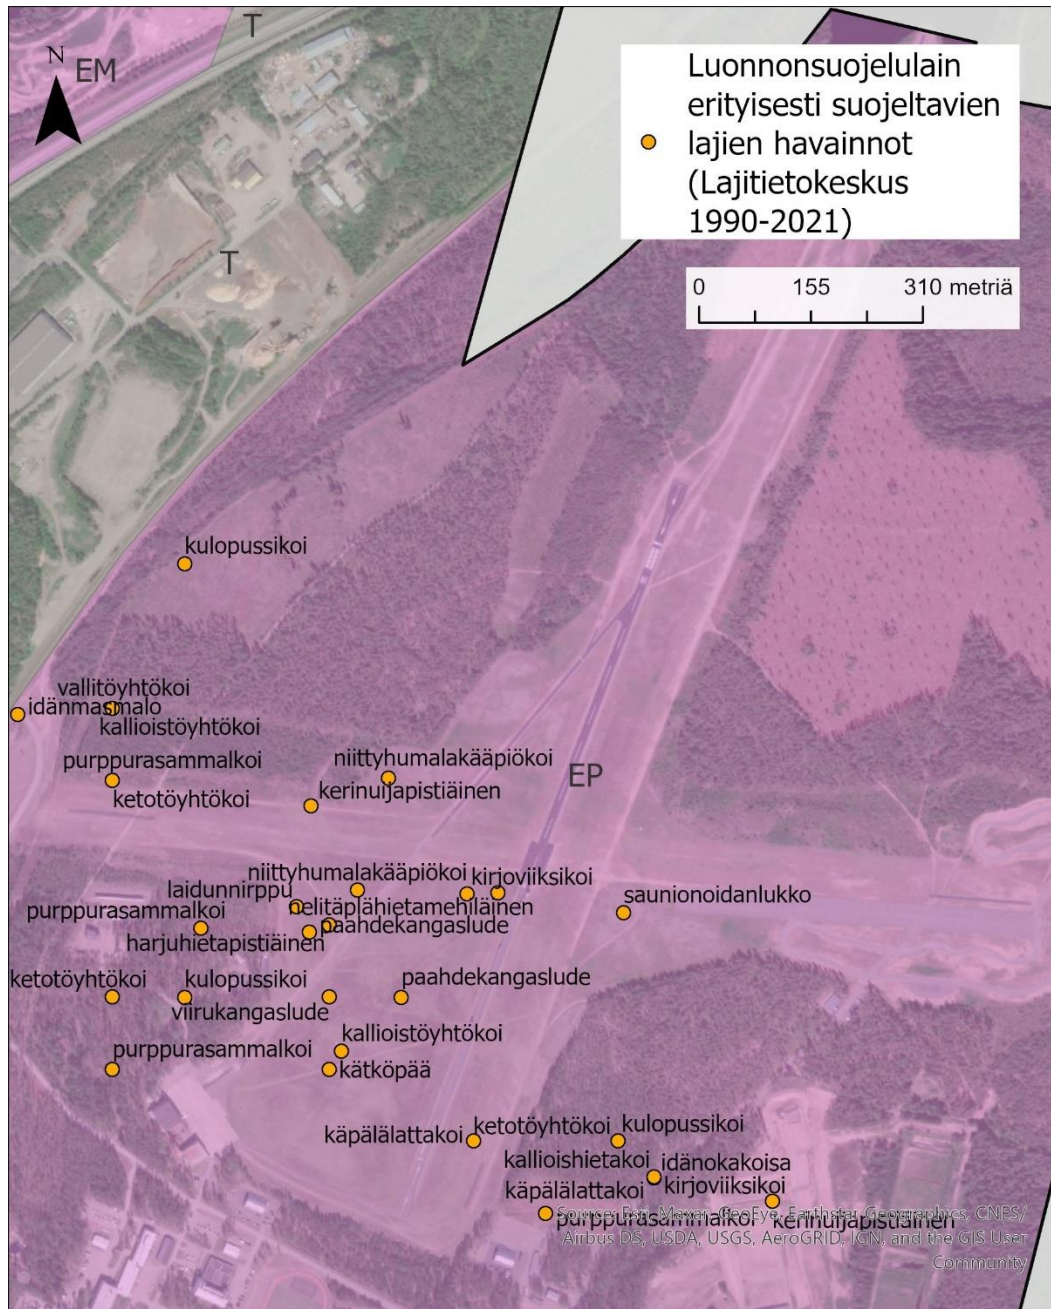 T
N
EM
Luonnonsuojelulain
erityisesti suojeltavien
lajien havainnot
(Lajitietokeskus
1990-2021)
T
0 155 310 metriä
kulopussikoi
vallitöyhtökoi
idänmasmalo
kallioistöyhtökoi
purppurasammalkoi
niittyhumalakääpiökoi
EP
kerinuijapistiäinen
ketotöyhtökoi
niittyhumalakääpiökoi
kirjoviiksikoi
laidunnirppu
saunionoidanlukko
nelitäplähietamehiläinen
purppurasammalkoi
paahdekangaslude
harjuhietapistiäinen
ketotöyhtökoi
kulopussikoi
paahdekangaslude
viirukangaslude
kallioistöyhtökoi
purppurasammalkoi
kätköpää
käpälälattakoi
ketotöyhtökoi
kulopussikoi
kallioishietakoi
idänokakoisa
käpälälattakoi
kirjoviiksikoi
purppurasammalkoi
kerinuijapistiäinen
Sources: Esri, Maxar, GeoEye, Earthstar Geographics, CNES/
Airbus DS, USDA, USGS, AeroGRID, IGN, and the GIS User
Community